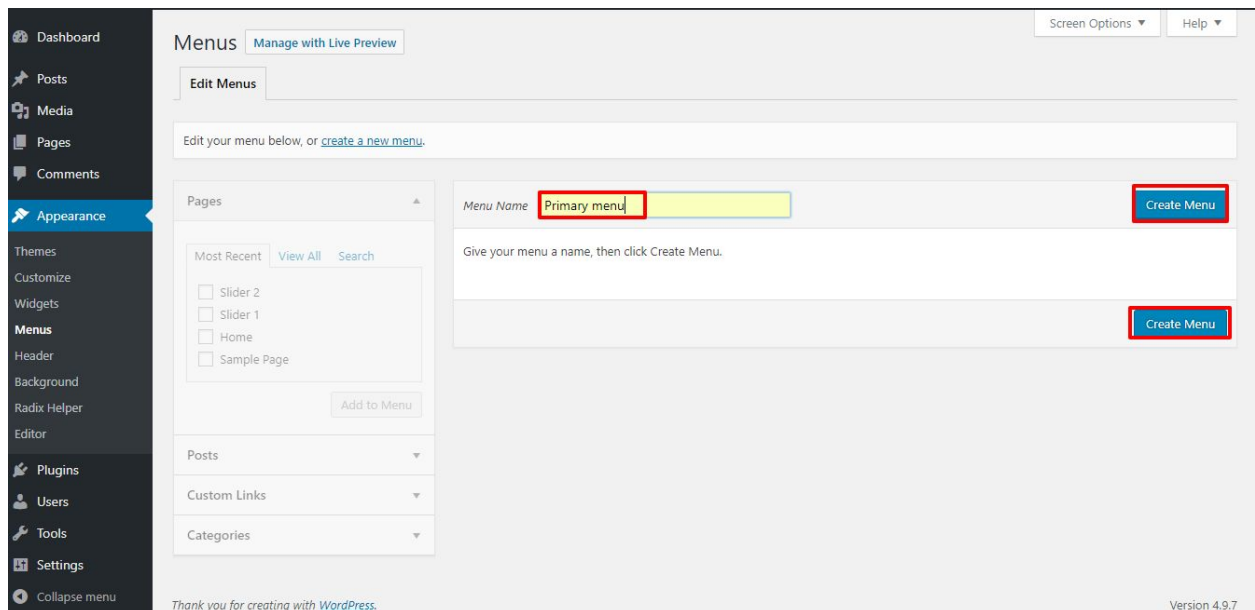 Dashboard
Posts
Media
Pages
Comments
Appearance
Themes
Customize
Widgets
Menus
Header
Background
Radix Helper
Editor
Plugins
Users
Tools
Settings
Collapse menu
Screen Options ▼ Help ▼
Menus Manage with Live Preview
Edit Menus
Edit your menu below, or create a new menu.
Pages
Most Recent View All Search
Slider 2
Slider 1
Home
Sample Page
Add to Menu
Posts
Custom Links
Categories
Menu Name Primary menu Create Menu
Give your menu a name, then click Create Menu.
Create Menu
Thank you for creating with WordPress. Version 4.9.7